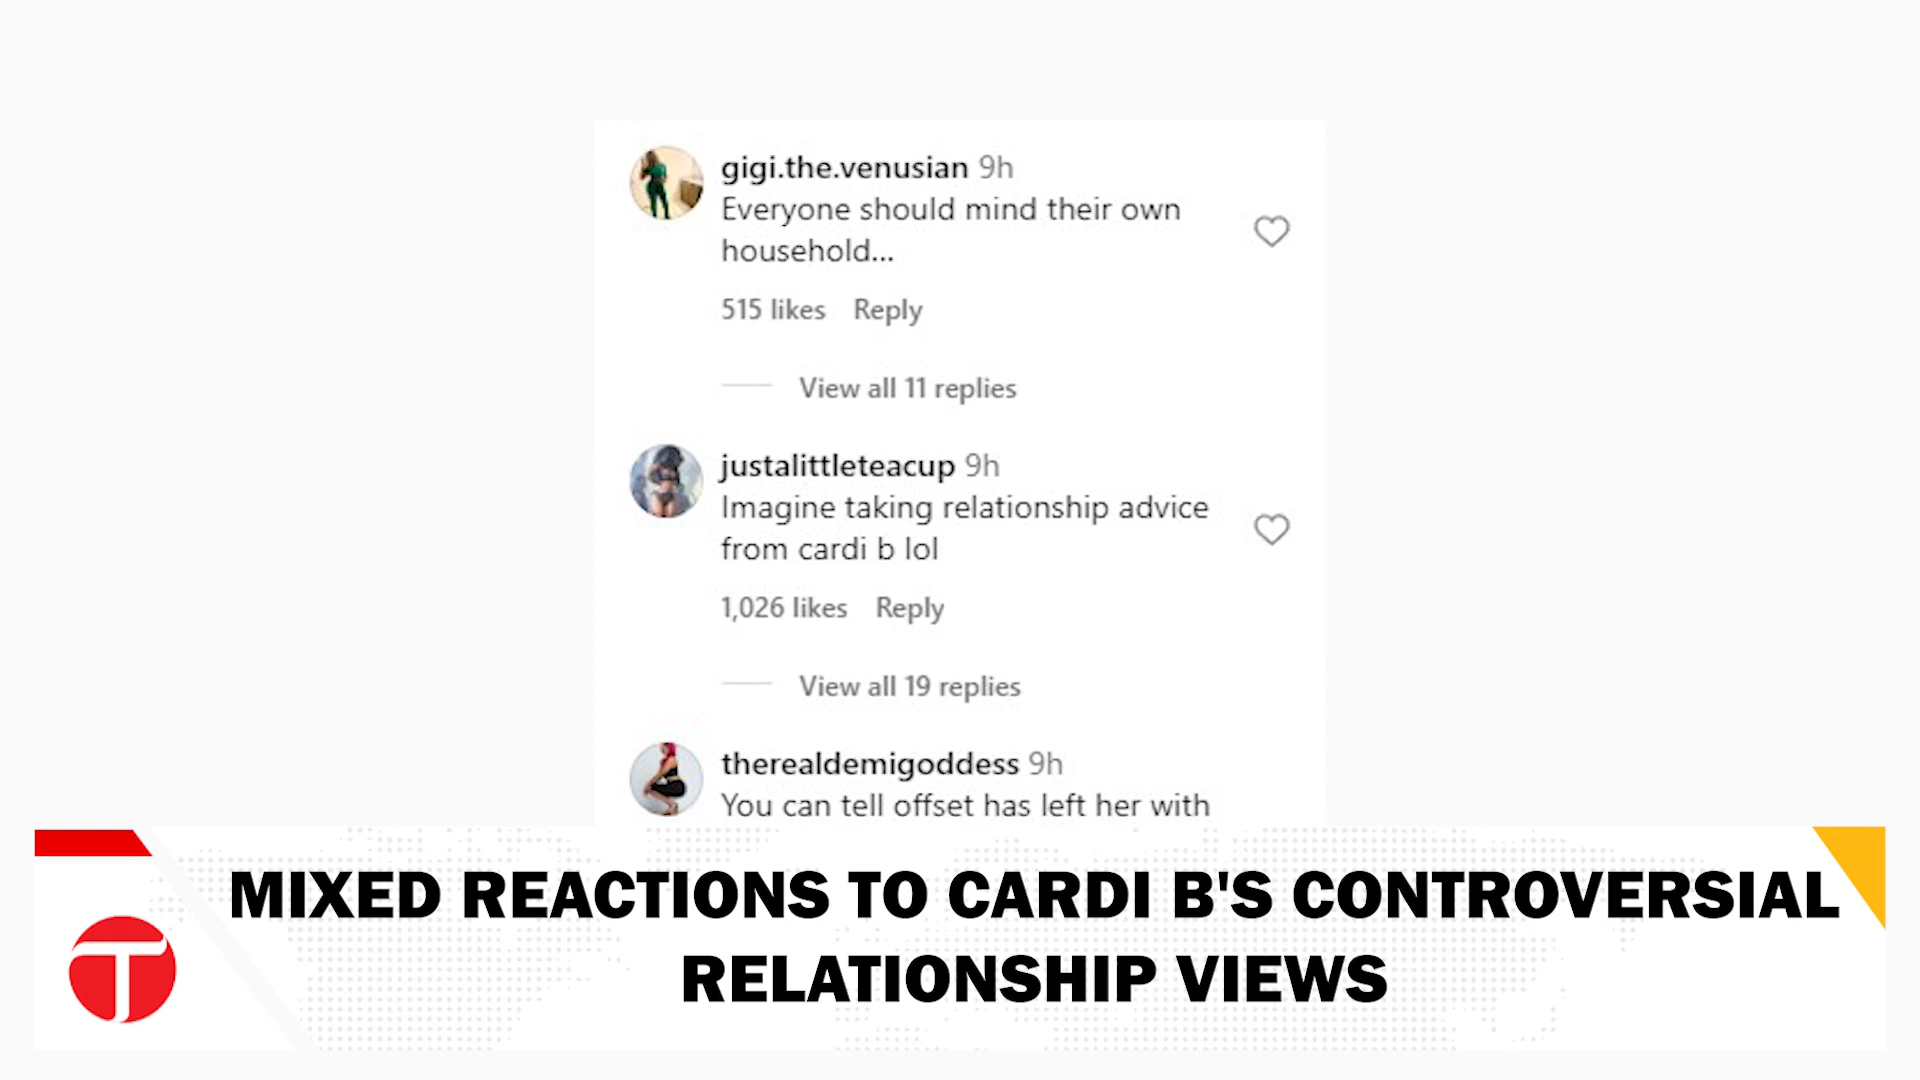 gigi.the.venusian 9h
Everyone should mind their own
household...
515 likes Reply
View all 11 replies
justalittleteacup 9h
Imagine taking relationship advice
from cardi b lol
1,026 likes Reply
View all 19 replies
therealdemigoddess 9h
You can tell offset has left her with
MIXED REACTIONS TO CARDI B'S CONTROVERSIAL
RELATIONSHIP VIEWS
T